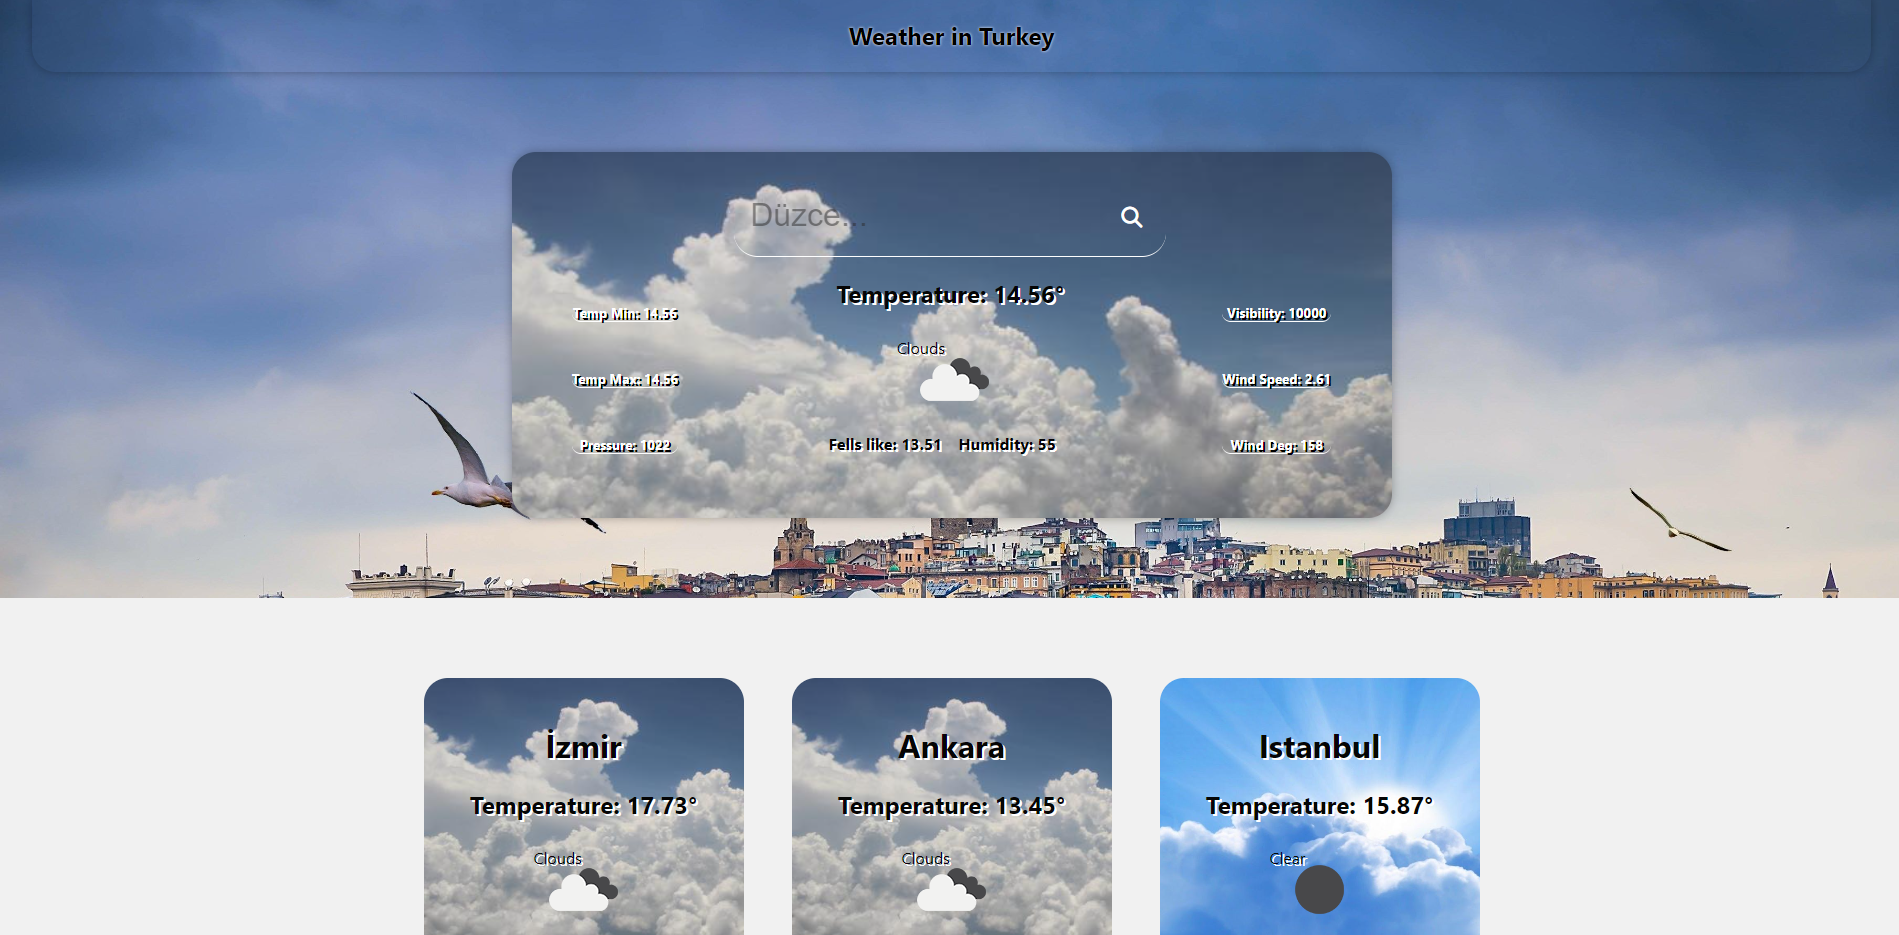 Weather in Turkey
Düzce...
Temperature: 14.56°
Clouds
Temp Min: 14.56
Temp Max: 14.56
Pressure: 1022
Fells like: 13.51 Humidity: 55
Visibility: 10000
Wind Speed: 2.61
Wind Deg: 158
İzmir
Temperature: 17.73°
Clouds
Ankara
Temperature: 13.45°
Clouds
Istanbul
Temperature: 15.87°
Clear